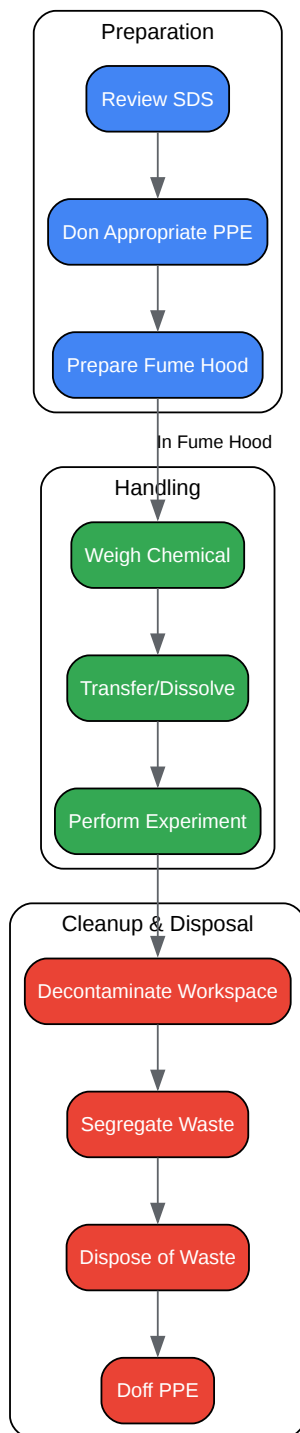 Preparation
Review SDS
Don Appropriate PPE
Prepare Fume Hood
In Fume Hood
Handling
Weigh Chemical
Transfer/Dissolve
Perform Experiment
Cleanup & Disposal
Decontaminate Workspace
Segregate Waste
Dispose of Waste
Doff PPE